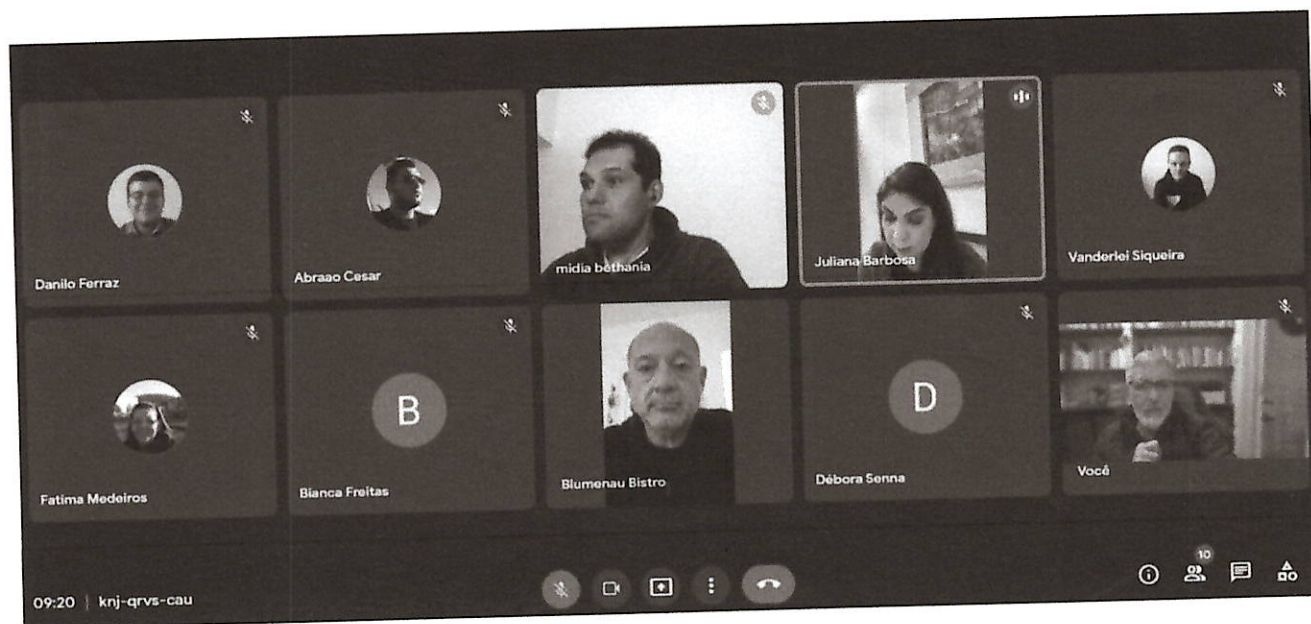 Danilo Ferraz
Abraao Cesar
midia bethania
Juliana Barbosa
Vanderlei Siqueira
Fatima Medeiros
B
Bianca Freitas
Blumenau Bistro
D
Débora Senna
Você
09:20 | knj-qrvs-cau
10